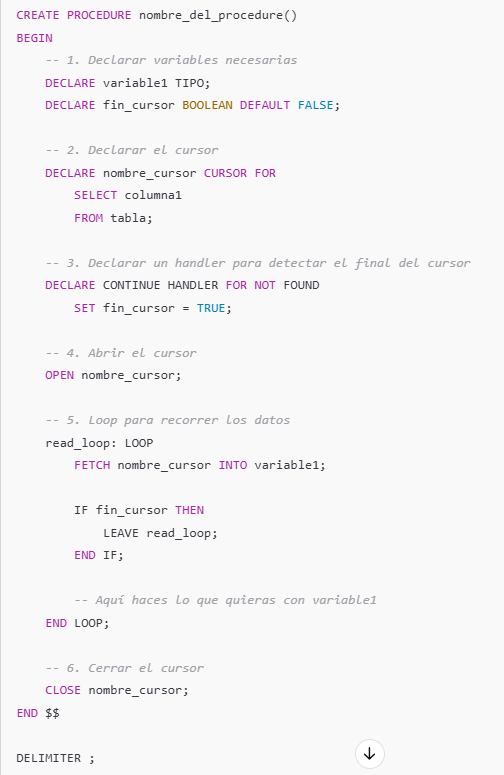 CREATE PROCEDURE nombre_del_procedure()
BEGIN
    -- 1. Declarar variables necesarias
    DECLARE variable1 TIPO;
    DECLARE fin_cursor BOOLEAN DEFAULT FALSE;

    -- 2. Declarar el cursor
    DECLARE nombre_cursor CURSOR FOR
        SELECT columna1
        FROM tabla;

    -- 3. Declarar un handler para detectar el final del cursor
    DECLARE CONTINUE HANDLER FOR NOT FOUND
        SET fin_cursor = TRUE;

    -- 4. Abrir el cursor
    OPEN nombre_cursor;

    -- 5. Loop para recorrer los datos
    read_loop: LOOP
        FETCH nombre_cursor INTO variable1;

        IF fin_cursor THEN
            LEAVE read_loop;
        END IF;

        -- Aquí haces lo que quieras con variable1
    END LOOP;

    -- 6. Cerrar el cursor
    CLOSE nombre_cursor;
END $$

DELIMITER ;